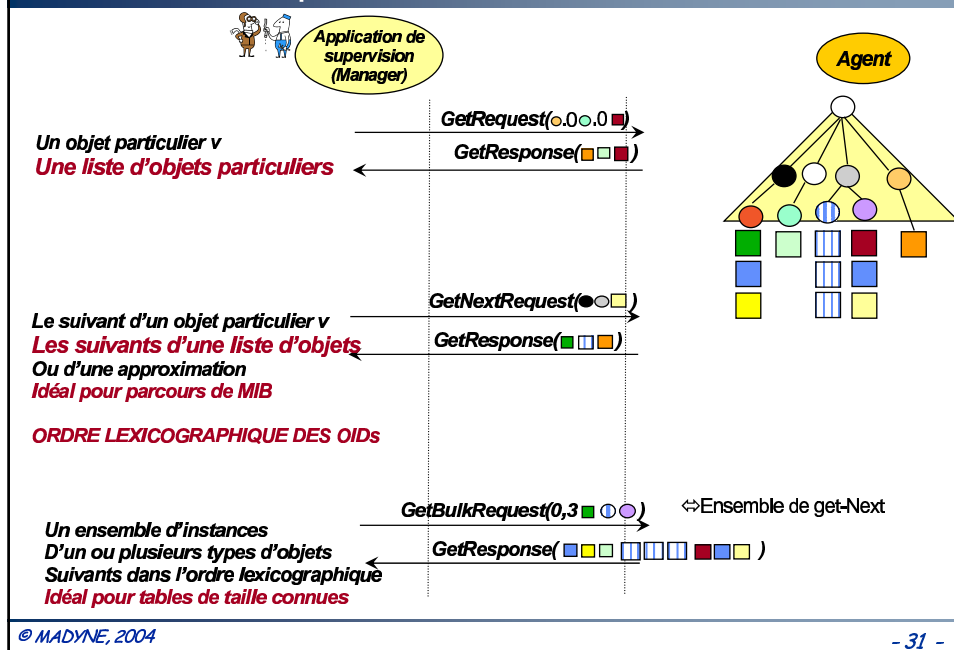 Application de
supervision
(Manager)
Agent
GetRequest( .0 .0 )
Un objet particulier v
Une liste d'objets particuliers
GetResponse( )
GetNextRequest( )
Le suivant d'un objet particulier v
Les suivants d'une liste d'objets
GetResponse( )
Ou d'une approximation
Idéal pour parcours de MIB
ORDRE LEXICOGRAPHIQUE DES OIDs
GetBulkRequest(0,3 )
⇔Ensemble de get-Next
Un ensemble d'instances
GetResponse( )
D'un ou plusieurs types d'objets
Suivants dans l'ordre lexicographique
Idéal pour tables de taille connues
© MADYNE, 2004
- 31 -